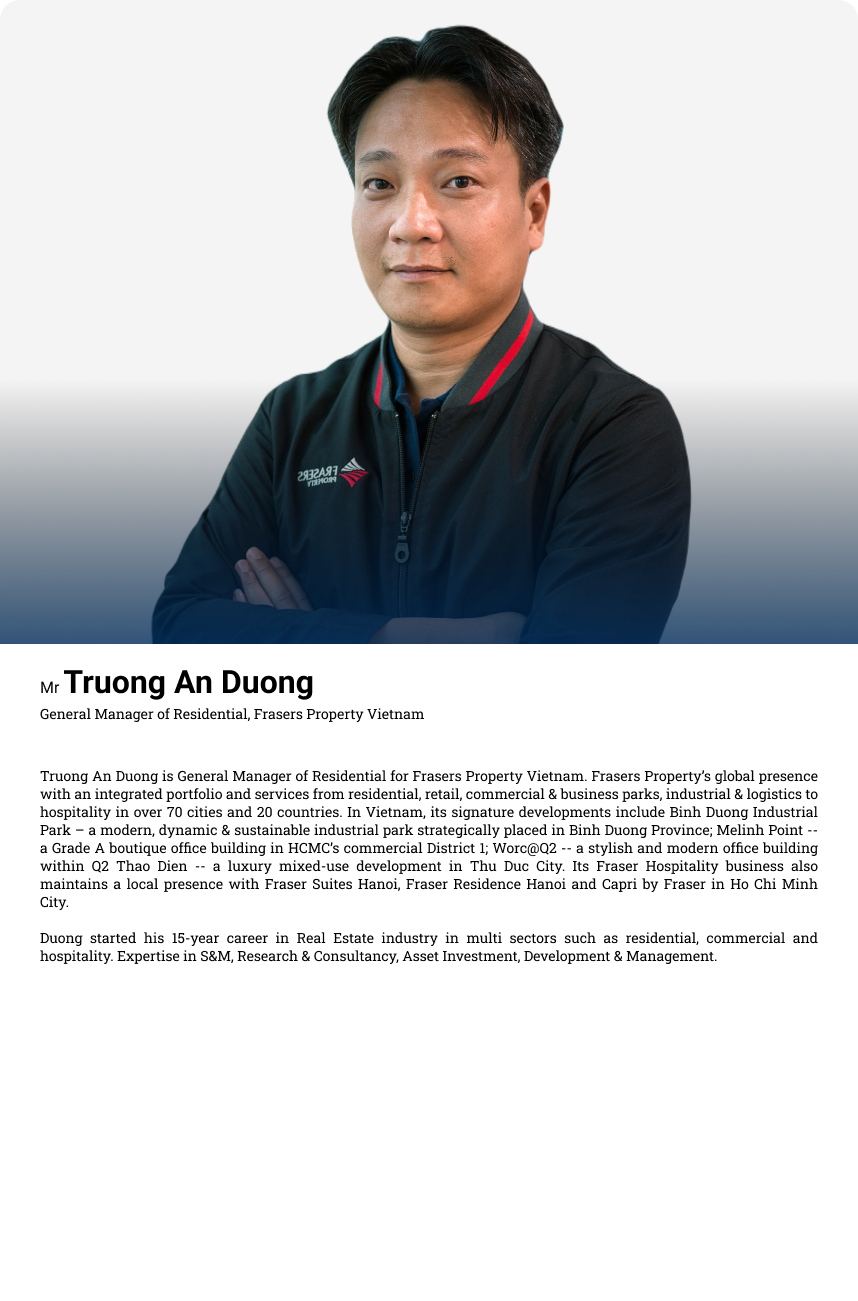 FRASERS
PROPERTY
Mr Truong An Duong
General Manager of Residential, Frasers Property Vietnam
Truong An Duong is General Manager of Residential for Frasers Property Vietnam. Frasers Property’s global presence
with an integrated portfolio and services from residential, retail, commercial & business parks, industrial & logistics to
hospitality in over 70 cities and 20 countries. In Vietnam, its signature developments include Binh Duong Industrial
Park – a modern, dynamic & sustainable industrial park strategically placed in Binh Duong Province; Melinh Point --
a Grade A boutique office building in HCMC’s commercial District 1; Worc@Q2 -- a stylish and modern office building
within Q2 Thao Dien -- a luxury mixed-use development in Thu Duc City. Its Fraser Hospitality business also
maintains a local presence with Fraser Suites Hanoi, Fraser Residence Hanoi and Capri by Fraser in Ho Chi Minh
City.
Duong started his 15-year career in Real Estate industry in multi sectors such as residential, commercial and
hospitality. Expertise in S&M, Research & Consultancy, Asset Investment, Development & Management.